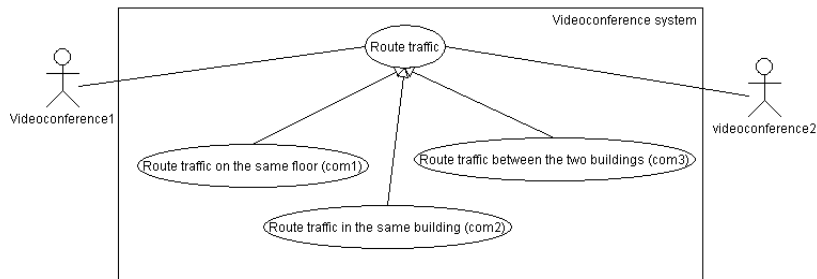 Videoconference system
Route traffic
Videoconference1
videoconference2
Route traffic on the same floor (com1)
Route traffic between the two buildings (com3)
Route traffic in the same building (com2)